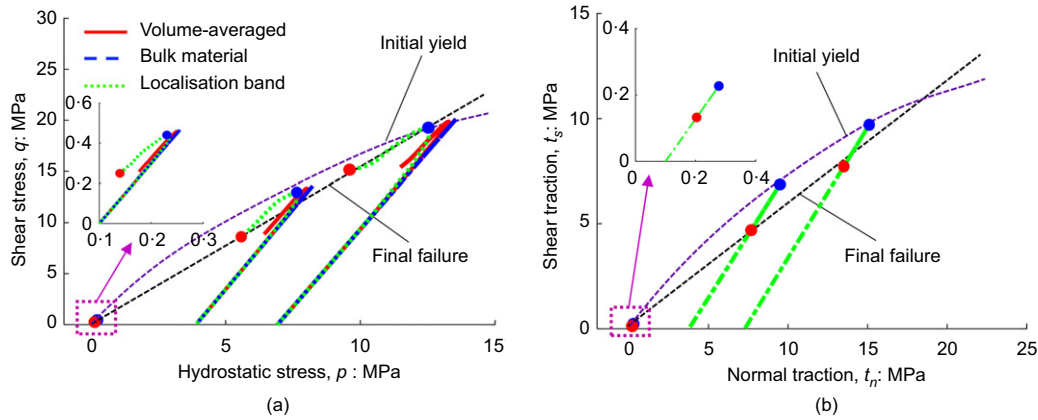 30
25
20
15
10
5
0
Shear stress, q: MPa
Volume-averaged
Bulk material
Localisation band
Initial yield
Final failure
0·6
0·4
0·2
0
0·1
0·2
0·3
0
5
10
15
Hydrostatic stress, p : MPa
(a)
15
10
5
0
Shear traction, tₛ: MPa
0·4
0·2
0
0
0·2
0·4
Initial yield
Final failure
0
5
10
15
20
25
Normal traction, tₙ: MPa
(b)